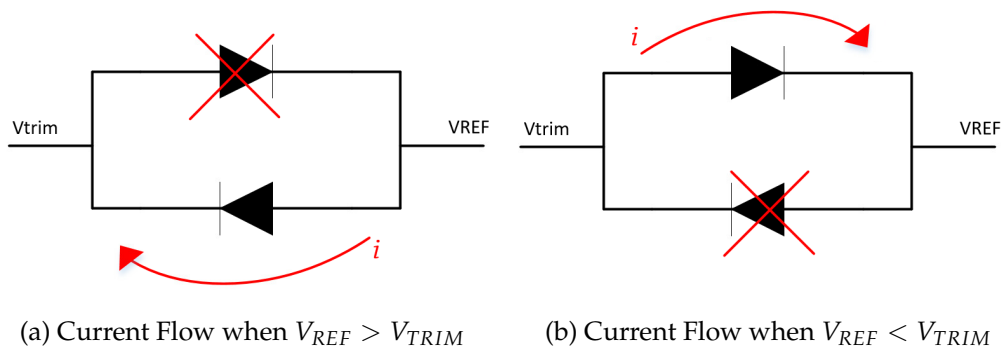 i
Vtrim
VREF
i
(a) Current Flow when V_REF > V_TRIM
i
Vtrim
VREF
(b) Current Flow when V_REF < V_TRIM